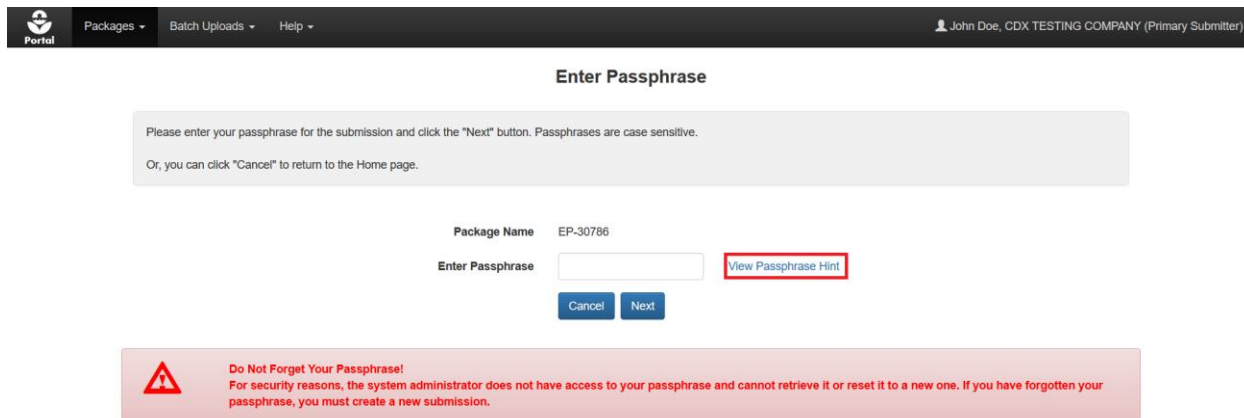 Portal
Packages
Batch Uploads
Help
John Doe, CDX TESTING COMPANY (Primary Submitter)
Enter Passphrase
Please enter your passphrase for the submission and click the "Next" button. Passphrases are case sensitive.
Or, you can click "Cancel" to return to the Home page.
Package Name EP-30786
Enter Passphrase View Passphrase Hint
Cancel Next
Do Not Forget Your Passphrase!
For security reasons, the system administrator does not have access to your passphrase and cannot retrieve it or reset it to a new one. If you have forgotten your
passphrase, you must create a new submission.